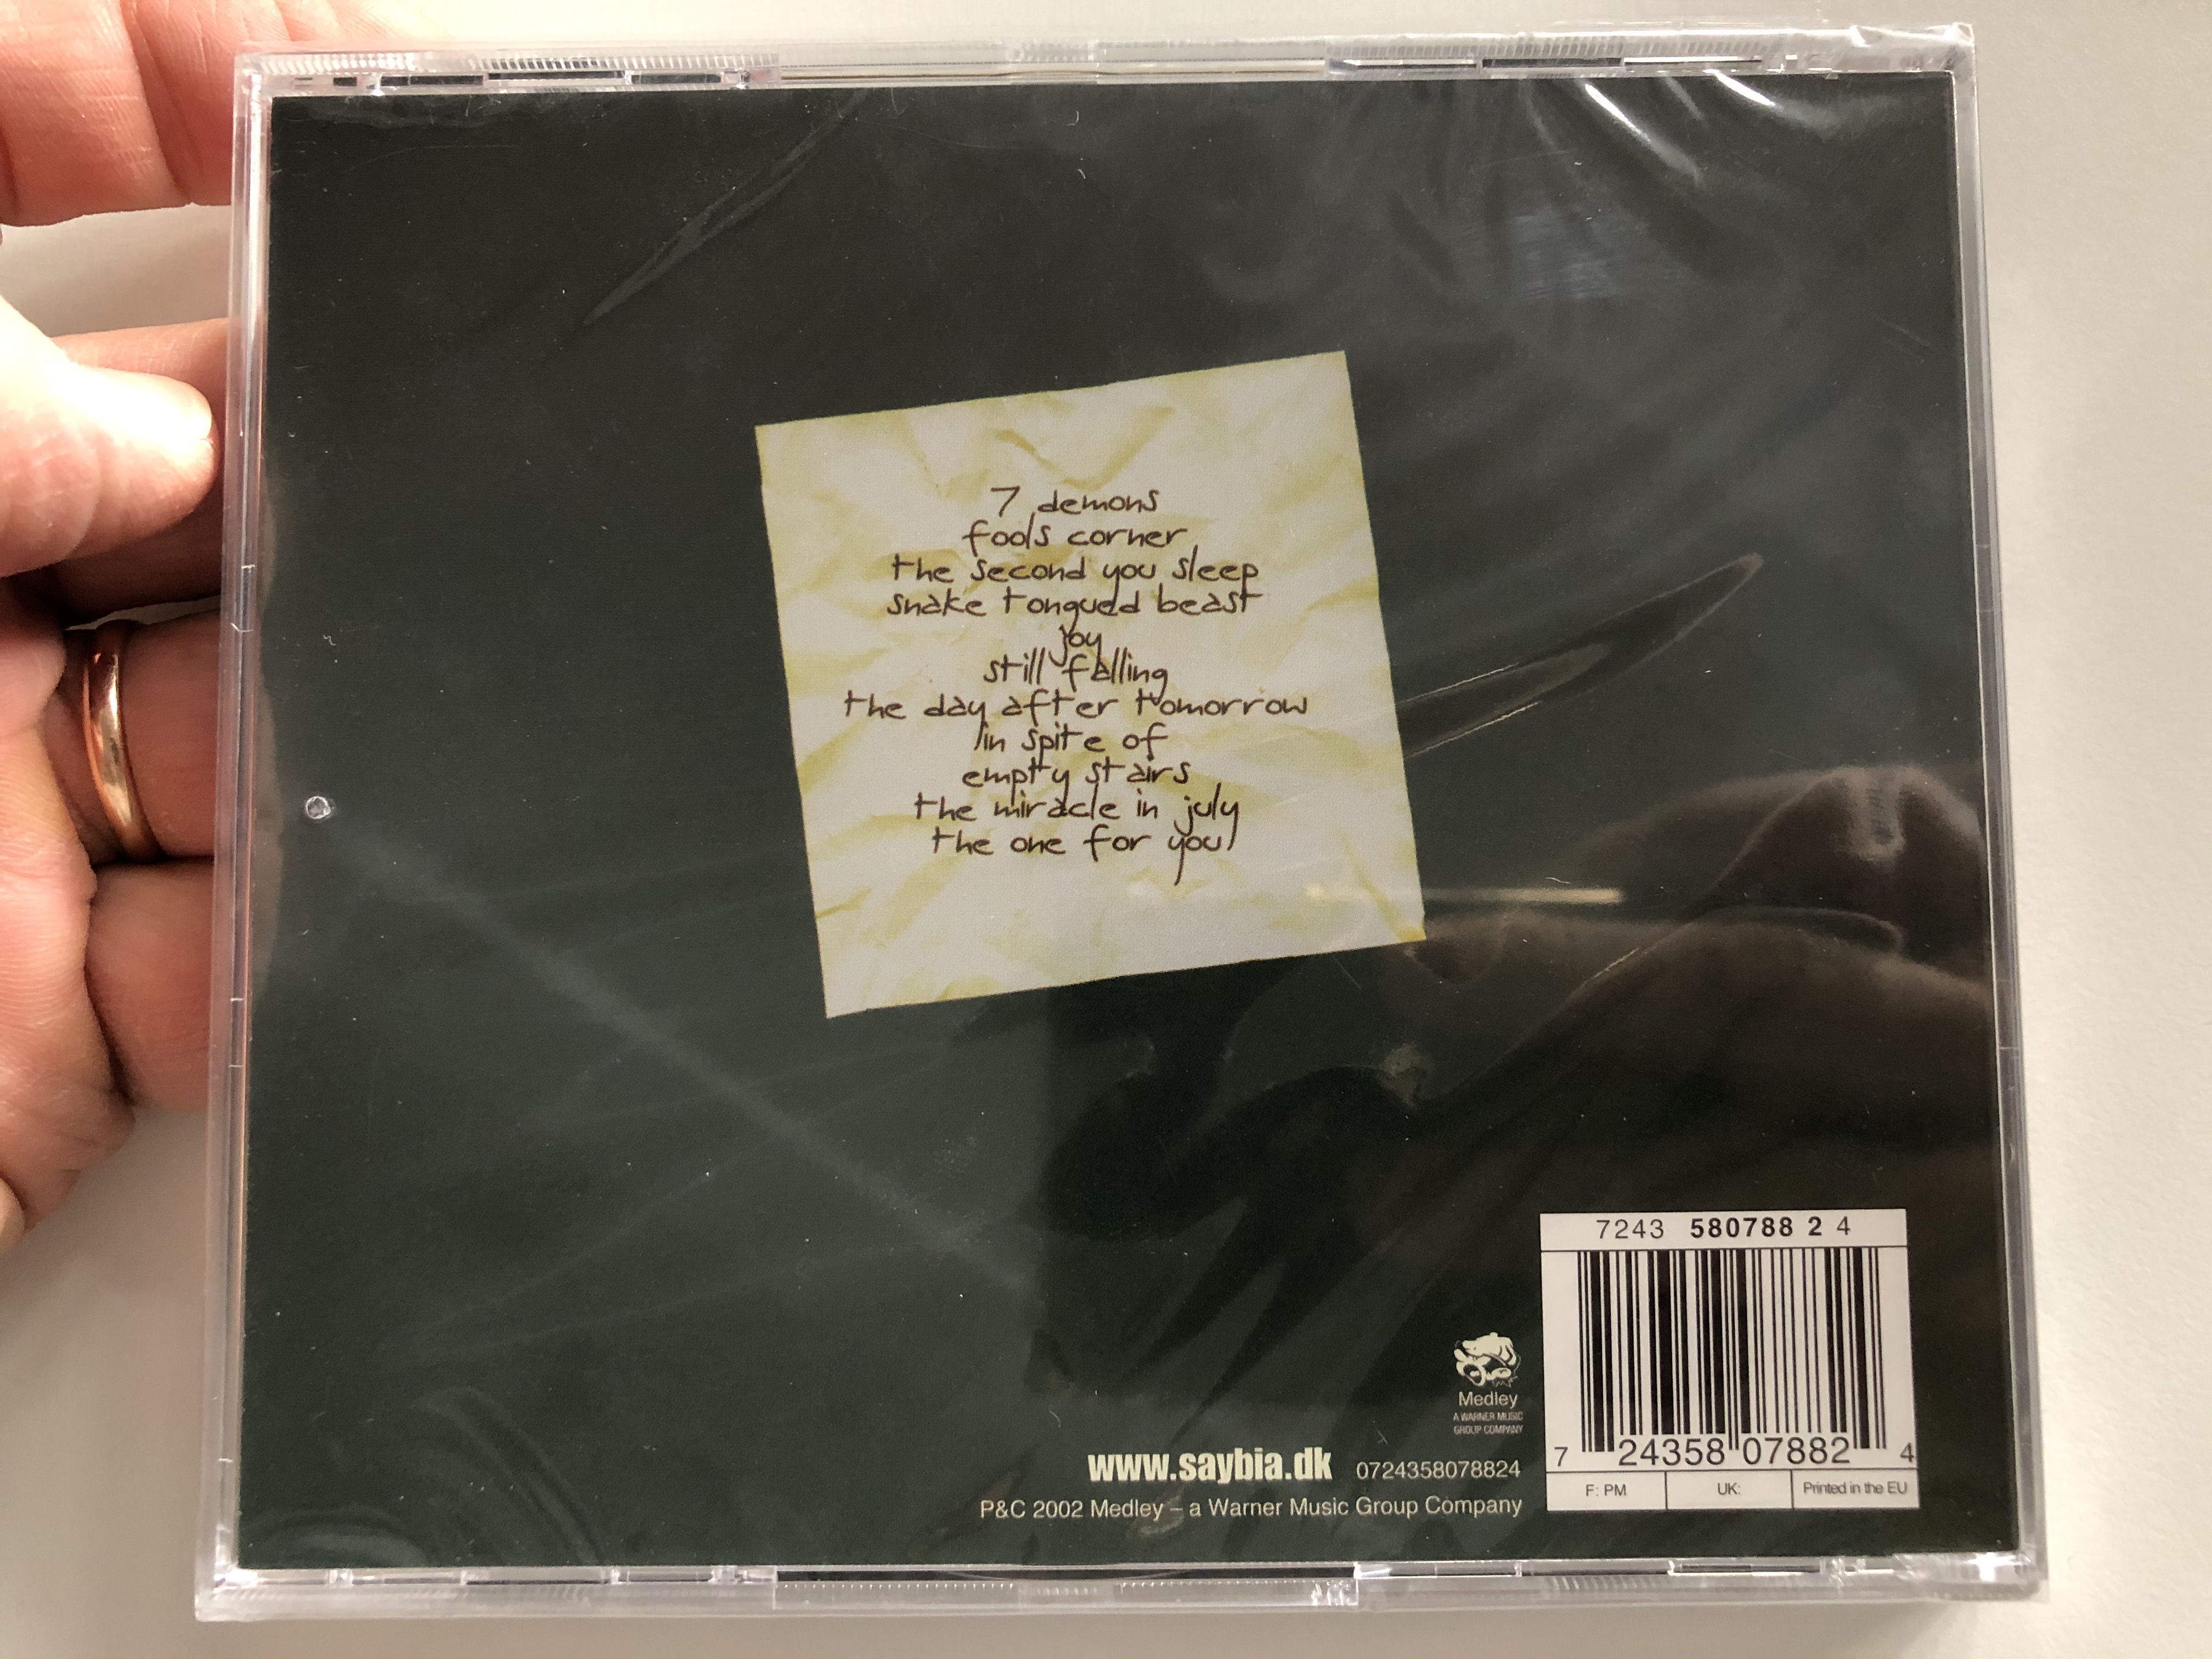 7 demons
fools corner
the second you sleep
snake tongued beast
joy
still falling
the day after tomorrow
in spite of
empty stairs
the miracle in july
the one for you
7243 580788 2 4
Medley
A WARNER MUSIC
GROUP COMPANY
www.saybia.dk 0724358078824
P&C 2002 Medley – a Warner Music Group Company
7 24358 07882 4
F: PM UK: Printed in the EU